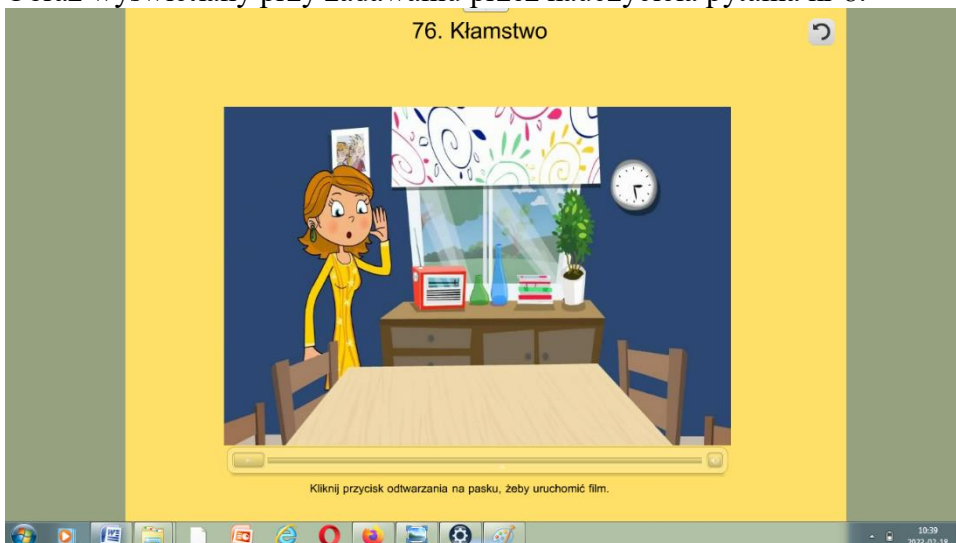 76. Kłamstwo
Kliknij przycisk odtwarzania na pasku, żeby uruchomić film.
10:39